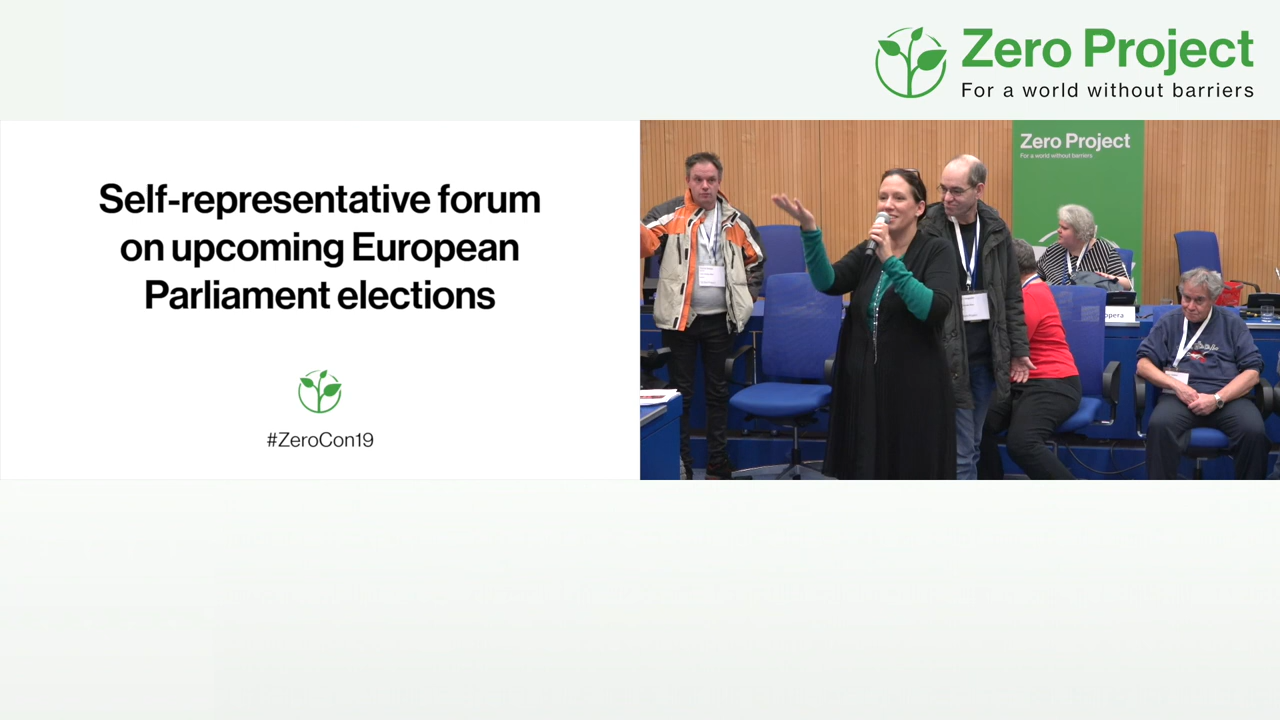 Zero Project
For a world without barriers
Self-representative forum
on upcoming European
Parliament elections
#ZeroCon19
Zero Project
For a world without barriers
opera